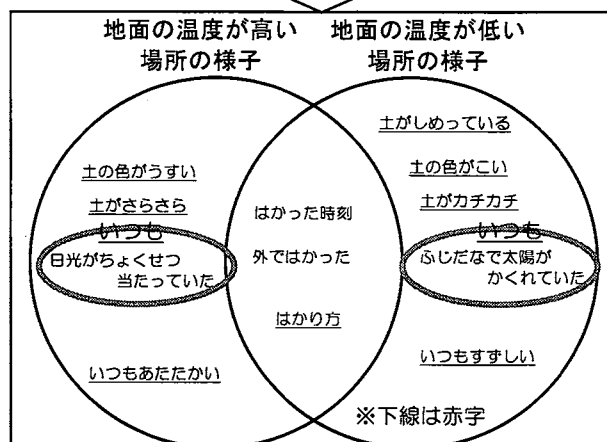 地面の温度が高い
場所の様子
地面の温度が低い
場所の様子
土の色がうすい
土がさらさら
いつも
日光がちょくせつ
当たっていた
いつもあたたかい
はかった時刻
外ではかった
はかり方
土がしめっている
土の色がこい
土がカチカチ
いつも
ふじだなで太陽が
かくれていた
いつもすずしい
※下線は赤字